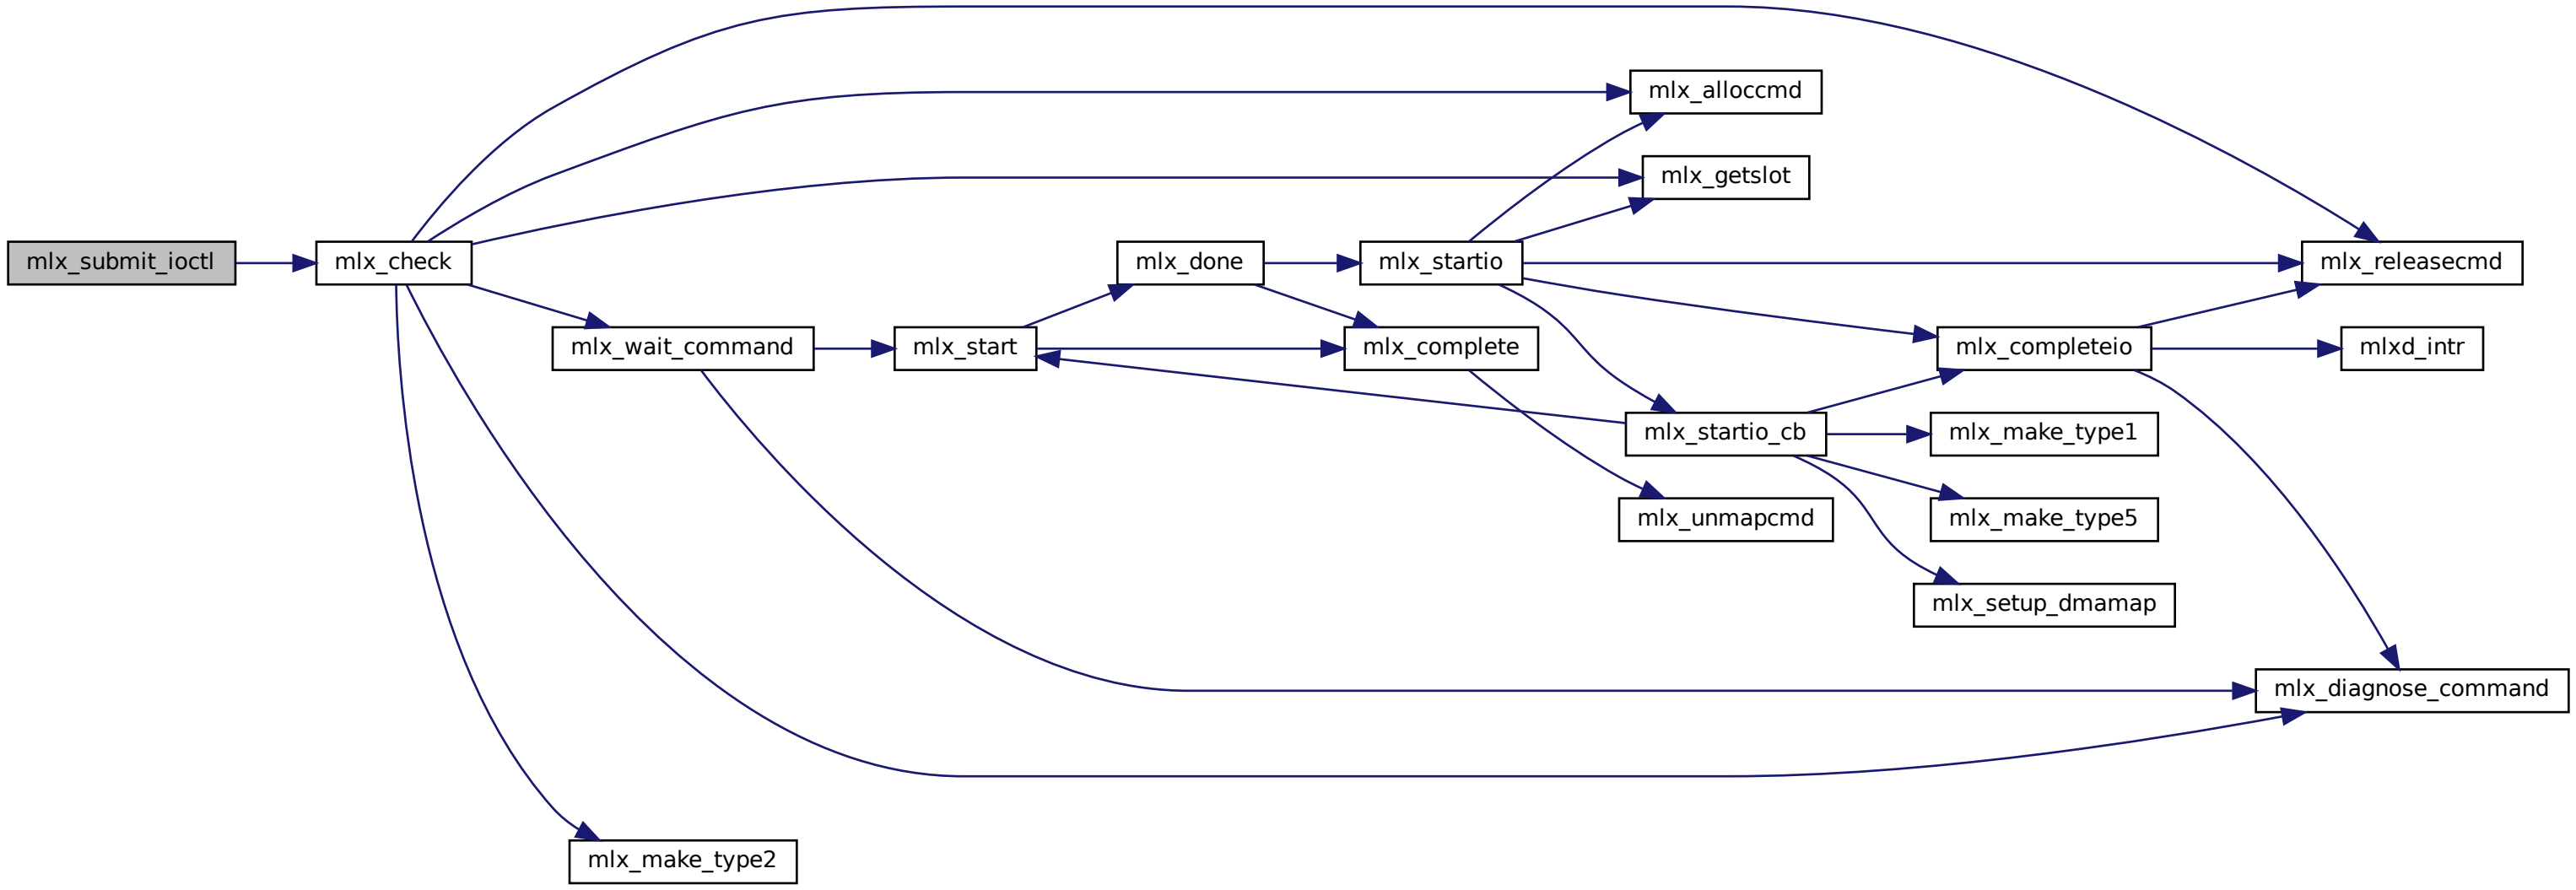 mlx_alloccmd
mlx_getslot
mlx_submit_ioctl
mlx_check
mlx_done
mlx_startio
mlx_releasecmd
mlx_wait_command
mlx_start
mlx_complete
mlx_completeio
mlxd_intr
mlx_startio_cb
mlx_make_type1
mlx_unmapcmd
mlx_make_type5
mlx_setup_dmamap
mlx_diagnose_command
mlx_make_type2